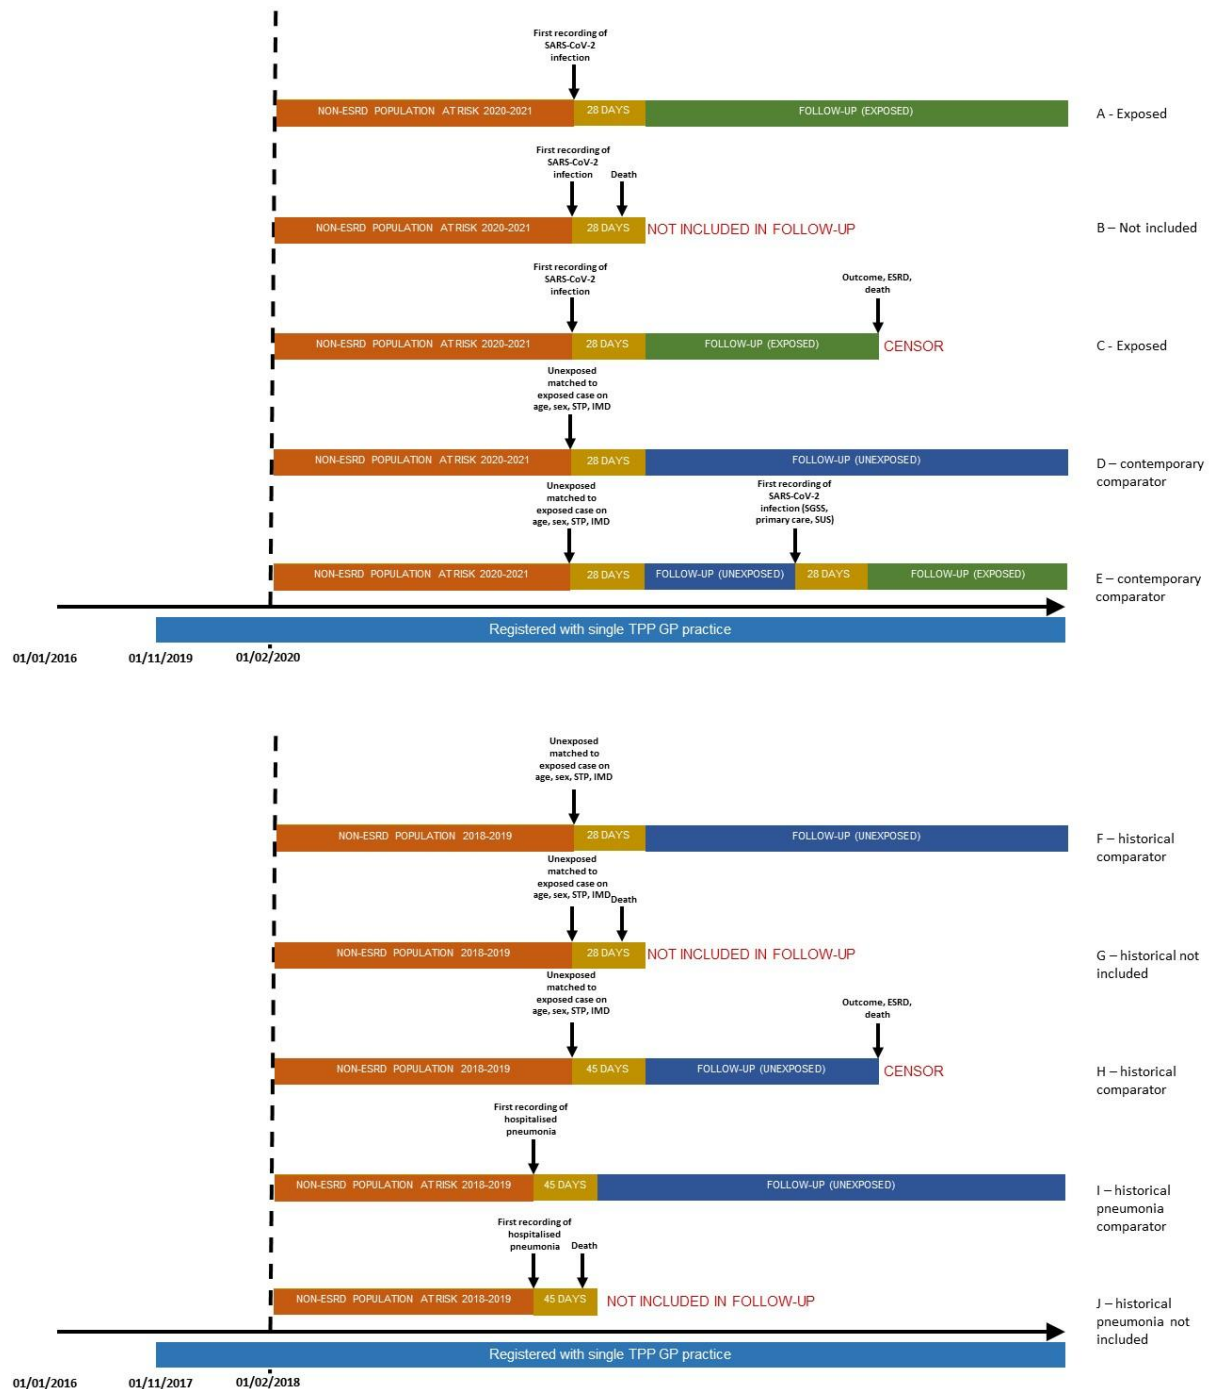 First recording of
SARS-CoV-2
infection
NON-ESRD POPULATION AT RISK 2020-2021
28 DAYS
FOLLOW-UP (EXPOSED)
A - Exposed
First recording of
SARS-CoV-2
infection
Death
NON-ESRD POPULATION AT RISK 2020-2021
28 DAYS
NOT INCLUDED IN FOLLOW-UP
B – Not included
First recording of
SARS-CoV-2
infection
Outcome, ESRD,
death
NON-ESRD POPULATION AT RISK 2020-2021
28 DAYS
FOLLOW-UP (EXPOSED)
CENSOR
C - Exposed
Unexposed
matched to
exposed case on
age, sex, STP, IMD
NON-ESRD POPULATION AT RISK 2020-2021
28 DAYS
FOLLOW-UP (UNEXPOSED)
D – contemporary
comparator
Unexposed
matched to
exposed case on
age, sex, STP, IMD
First recording of
SARS-CoV-2
infection (SGSS,
primary care, SUS)
NON-ESRD POPULATION AT RISK 2020-2021
28 DAYS
FOLLOW-UP (UNEXPOSED)
28 DAYS
FOLLOW-UP (EXPOSED)
E – contemporary
comparator
Registered with single TPP GP practice
01/01/2016
01/11/2019
01/02/2020
Unexposed
matched to
exposed case on
age, sex, STP, IMD
NON-ESRD POPULATION 2018-2019
28 DAYS
FOLLOW-UP (UNEXPOSED)
F – historical
comparator
Unexposed
matched to
exposed case on
age, sex, STP, IMD
Death
NON-ESRD POPULATION 2018-2019
28 DAYS
NOT INCLUDED IN FOLLOW-UP
G – historical not
included
Unexposed
matched to
exposed case on
age, sex, STP, IMD
Outcome, ESRD,
death
NON-ESRD POPULATION 2018-2019
45 DAYS
FOLLOW-UP (UNEXPOSED)
CENSOR
H – historical
comparator
First recording of
hospitalised
pneumonia
NON-ESRD POPULATION AT RISK 2018-2019
45 DAYS
FOLLOW-UP (UNEXPOSED)
I – historical
pneumonia
comparator
First recording of
hospitalised
pneumonia
Death
NON-ESRD POPULATION AT RISK 2018-2019
45 DAYS
NOT INCLUDED IN FOLLOW-UP
J – historical
pneumonia not
included
Registered with single TPP GP practice
01/01/2016
01/11/2017
01/02/2018